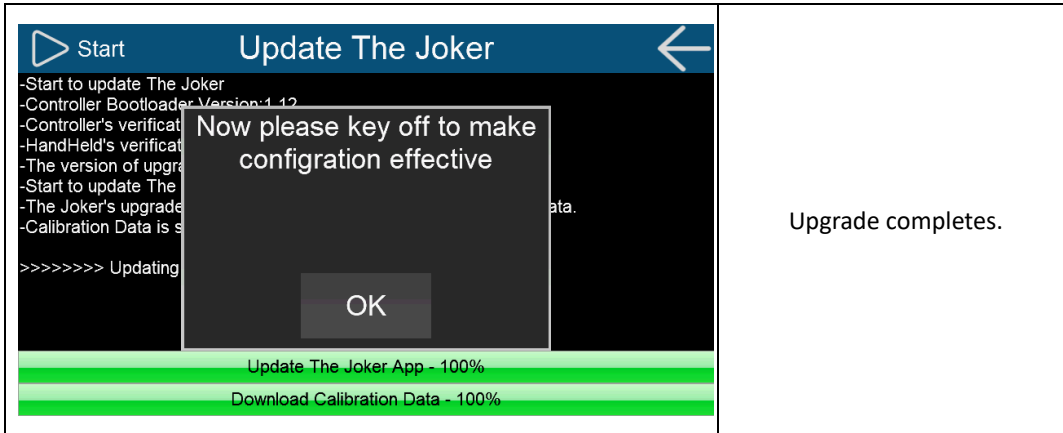 Start
Update The Joker
-Start to update The Joker
-Controller Bootloader Version:1.12
-Controller's verificat
-HandHeld's verificat
-The version of upgra
-Start to update The
-The Joker's upgrade
ata.
-Calibration Data is s
>>>>>>>> Updating
Now please key off to make
configration effective
OK
Update The Joker App - 100%
Download Calibration Data - 100%
Upgrade completes.